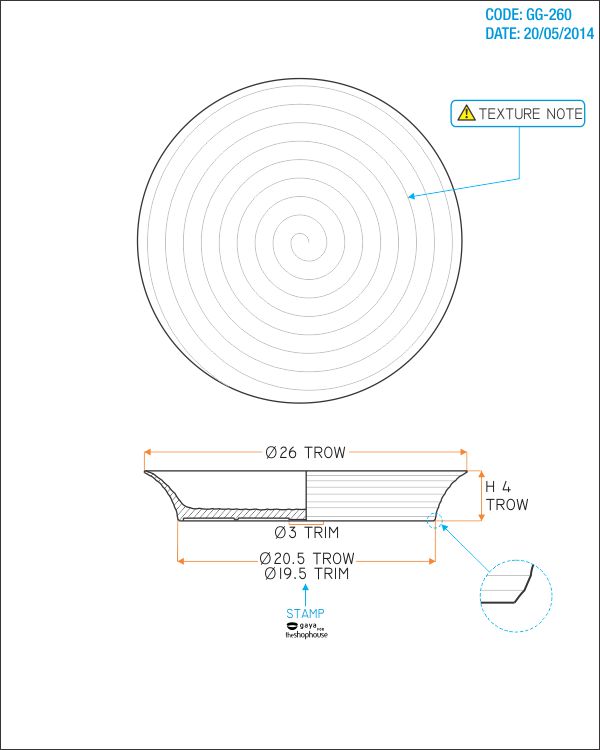 CODE: GG-260
DATE: 20/05/2014
TEXTURE NOTE
Ø26 TROW
H 4
TROW
Ø3 TRIM
Ø20.5 TROW
Ø19.5 TRIM
STAMP
gaya FOR
theshophouse